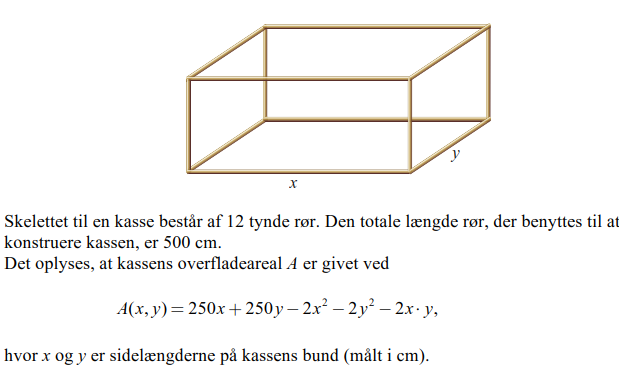 y
x
Skelettet til en kasse består af 12 tynde rør. Den totale længde rør, der benyttes til at
konstruere kassen, er 500 cm.
Det oplyses, at kassens overfladeareal A er givet ved
A(x, y) = 250x + 250y − 2x² − 2y² − 2x · y,
hvor x og y er sidelængderne på kassens bund (målt i cm).